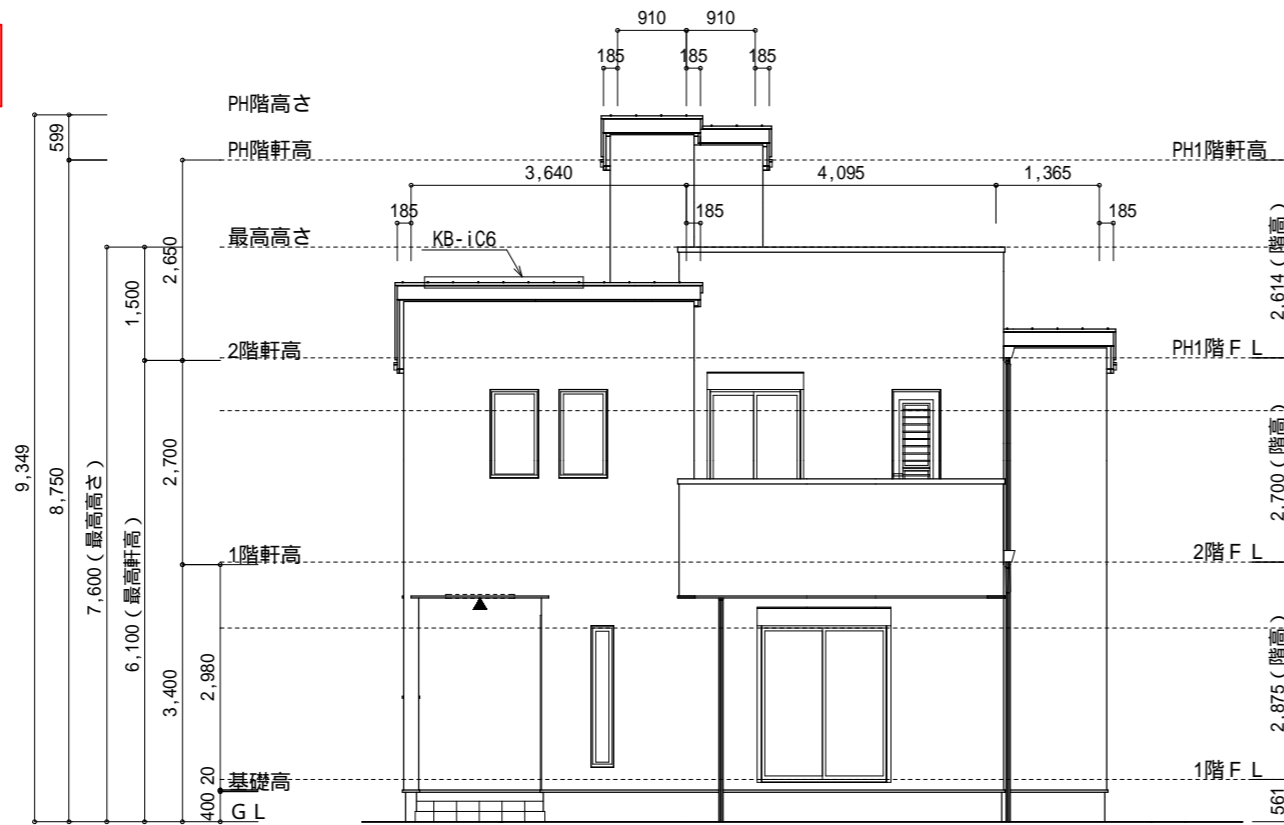 910 910
185 185 185
PH階高さ
599
PH階軒高
PH1階軒高
3,640 4,095 1,365
185 185 185
最高高さ
KB-iC6
2,650
1,500
2,614(階高)
2階軒高
PH1階FL
9,349
8,750
7,600(最高高さ)
6,100(最高軒高)
2,700
2,700(階高)
1階軒高
2階FL
3,400
2,980
2,875(階高)
20
基礎高
1階FL
400
GL
561